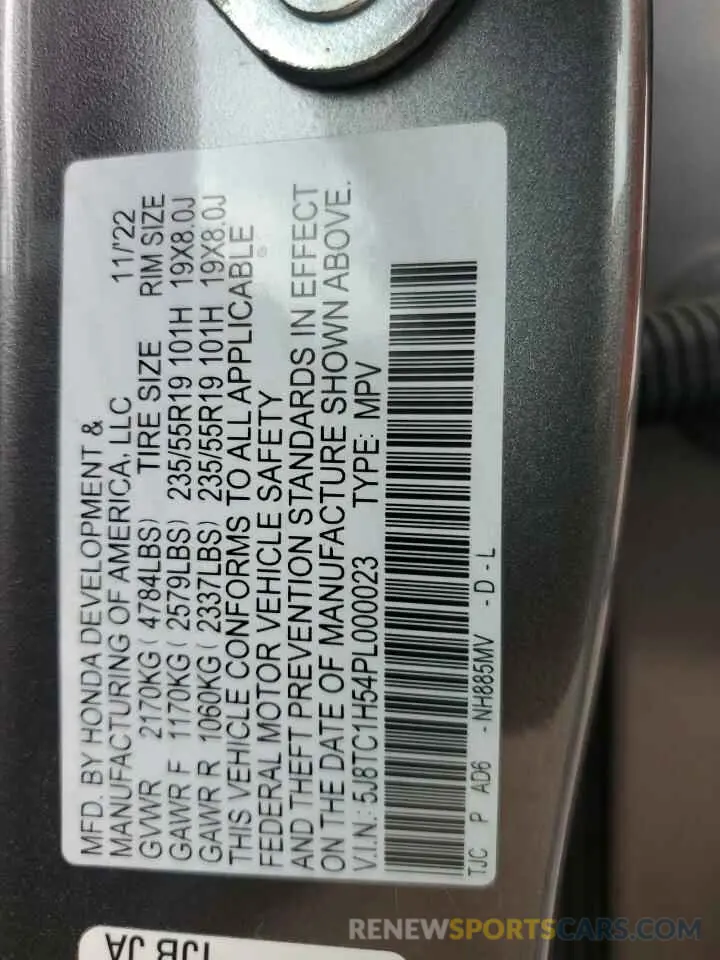 MFD. BY HONDA DEVELOPMENT &
MANUFACTURING OF AMERICA, LLC 11/'22
GVWR 2170KG ( 4784LBS) TIRE SIZE RIM SIZE
GAWR F 1170KG ( 2579LBS) 235/55R19 101H 19X8.0J
GAWR R 1060KG ( 2337LBS) 235/55R19 101H 19X8.0J
THIS VEHICLE CONFORMS TO ALL APPLICABLE
FEDERAL MOTOR VEHICLE SAFETY
AND THEFT PREVENTION STANDARDS IN EFFECT
ON THE DATE OF MANUFACTURE SHOWN ABOVE.
V.I.N.: 5J8TC1H54PL000023 TYPE: MPV
TJC P AD6 -NH885MV -D-L
TJB JA
RENEWSPORTSCARS.COM